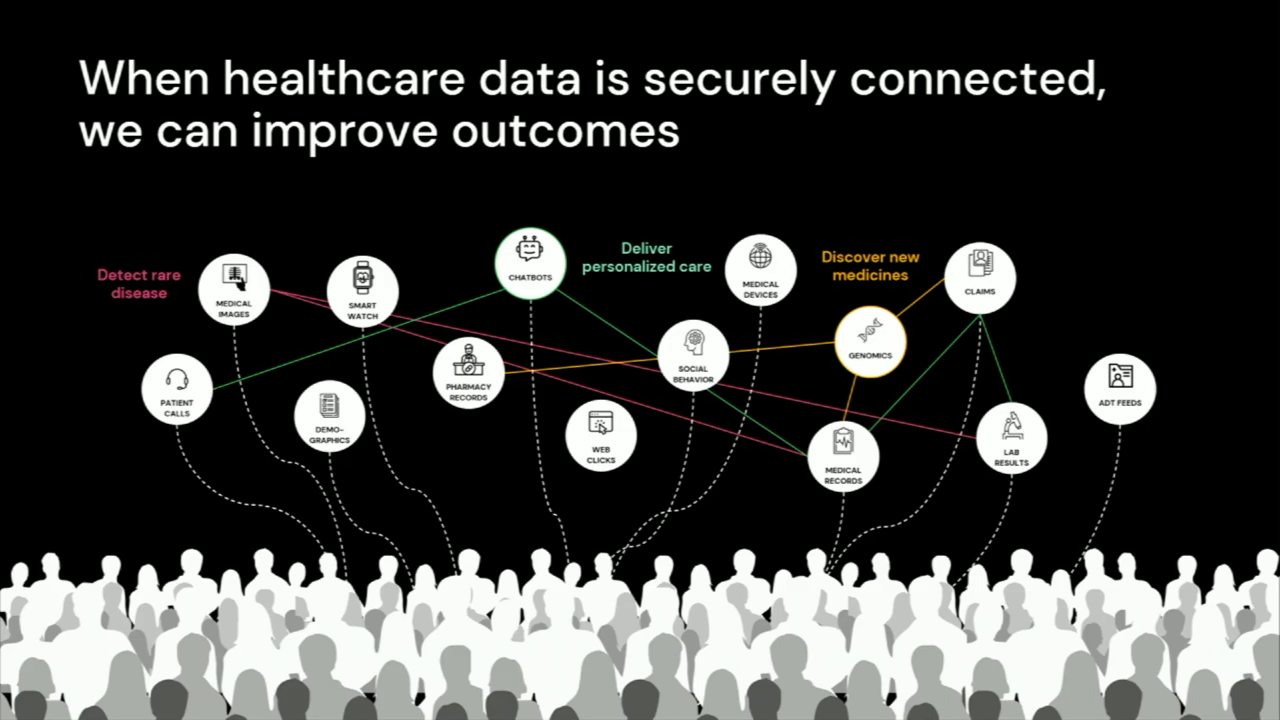 When healthcare data is securely connected,
we can improve outcomes
Detect rare
disease
MEDICAL
IMAGES
SMART
WATCH
CHATBOTS
Deliver
personalized care
MEDICAL
DEVICES
Discover new
medicines
CLAIMS
PATIENT
CALLS
DEMO-
GRAPHICS
PHARMACY
RECORDS
WEB
CLICKS
SOCIAL
BEHAVIOR
GENOMICS
MEDICAL
RECORDS
LAB
RESULTS
ADT FEEDS